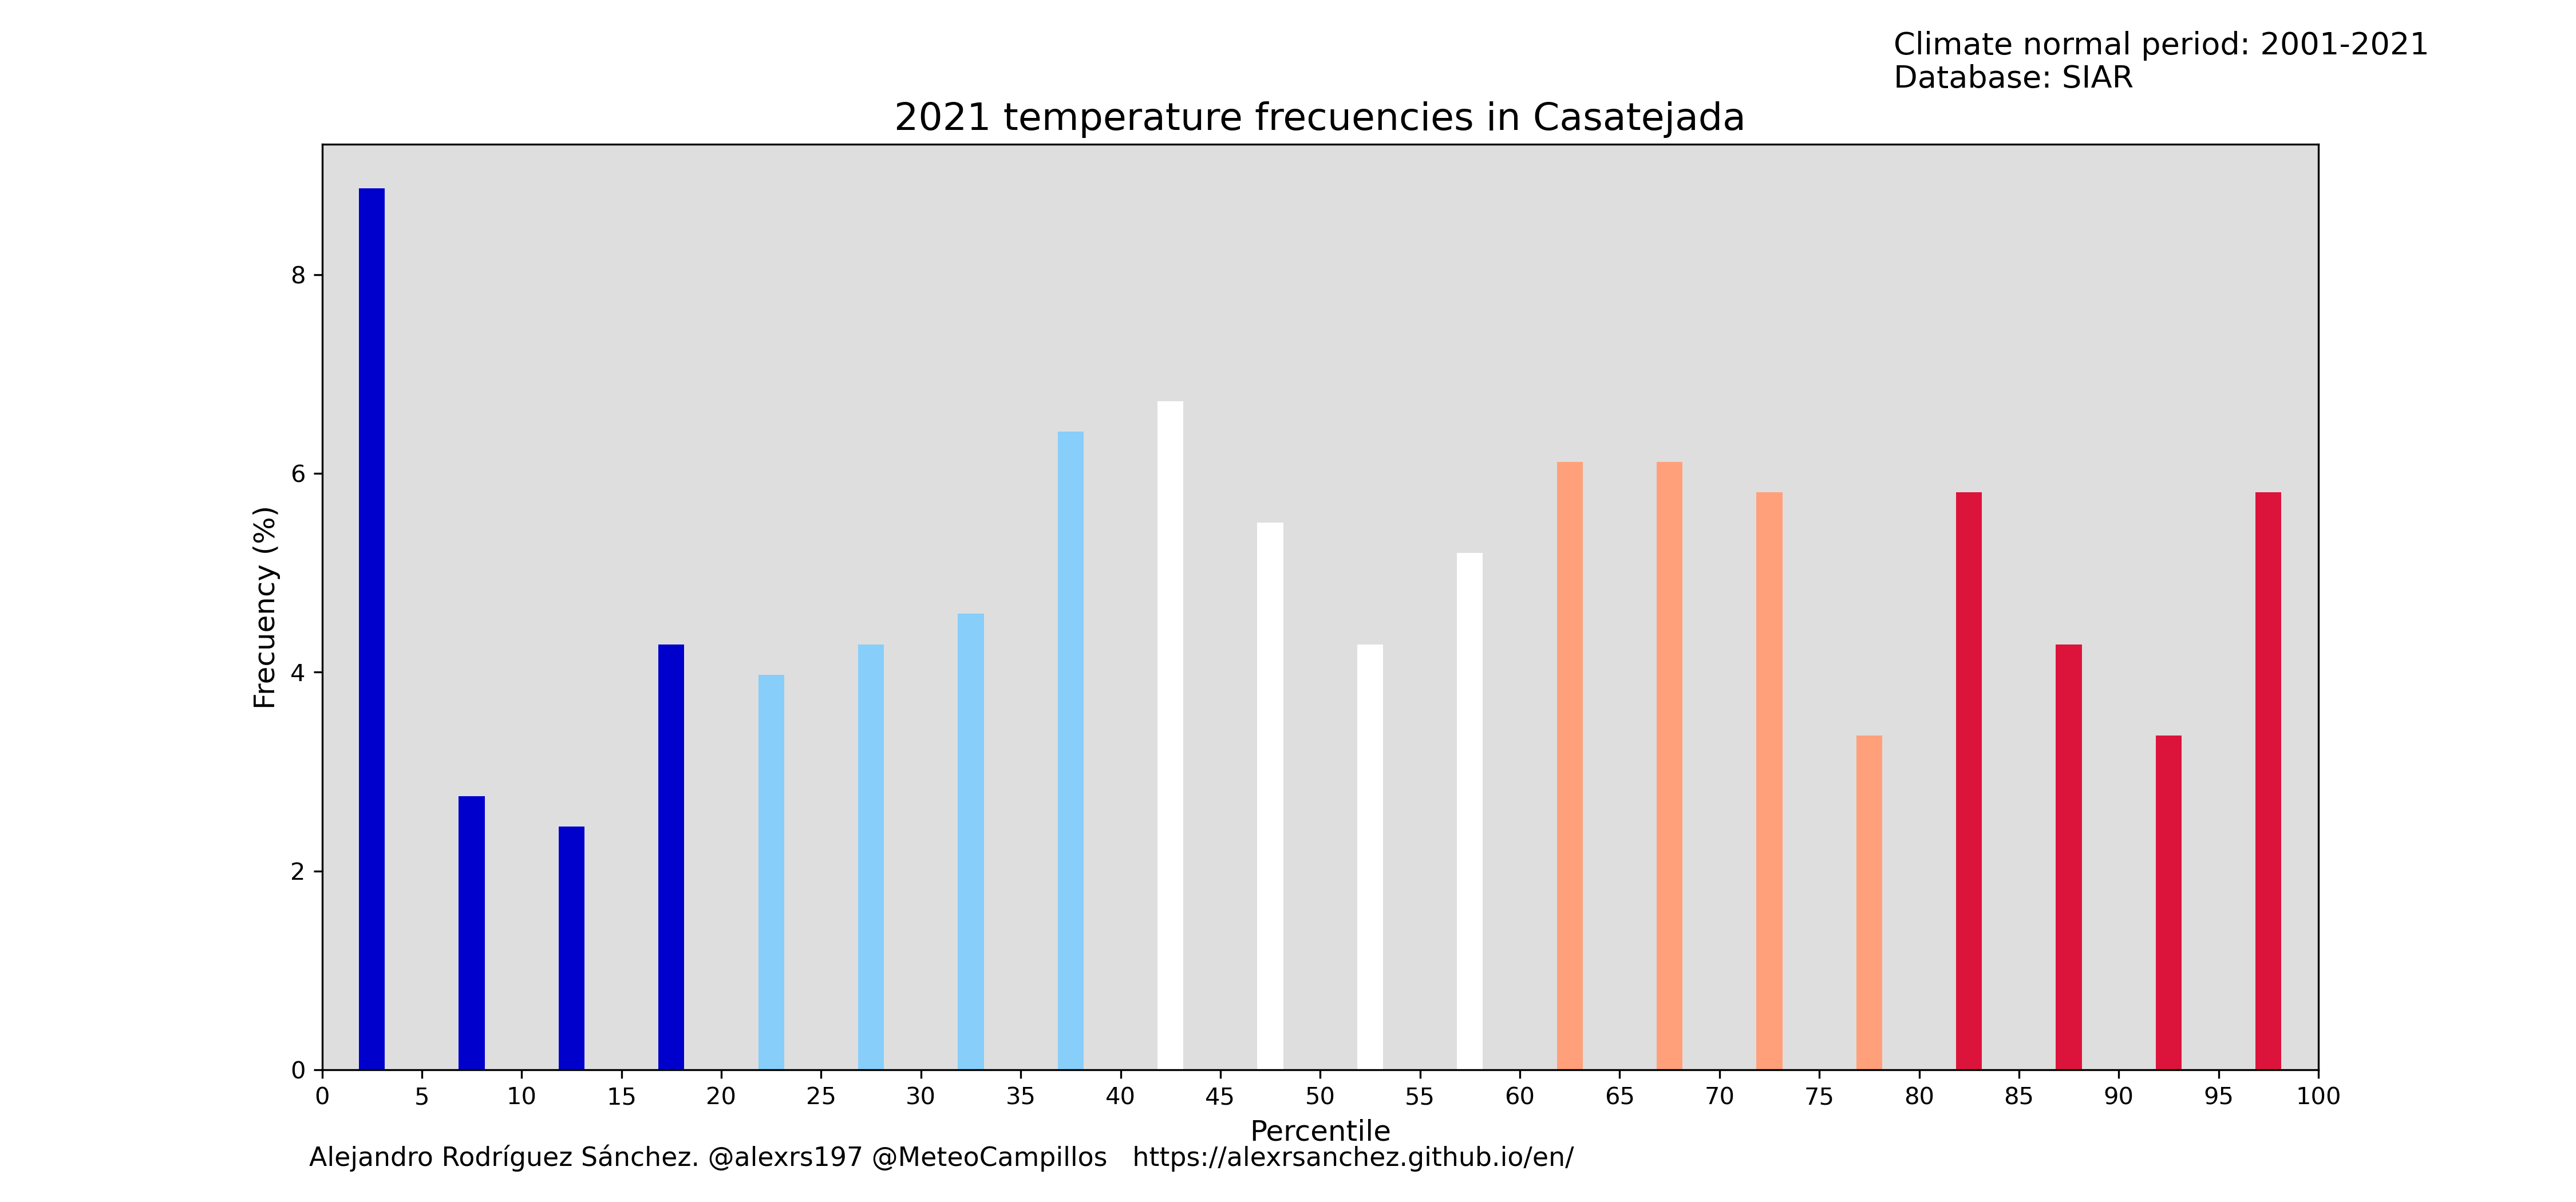 Climate normal period: 2001-2021
Database: SIAR
2021 temperature frecuencies in Casatejada
Frecuency (%)
8
6
4
2
0
0 5 10 15 20 25 30 35 40 45 50 55 60 65 70 75 80 85 90 95 100
Percentile
Alejandro Rodríguez Sánchez. @alexrs197 @MeteoCampillos https://alexrsanchez.github.io/en/